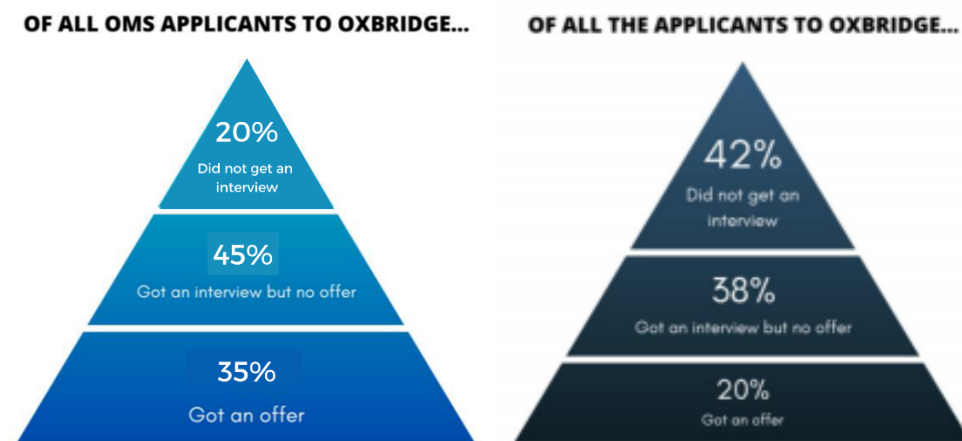 OF ALL OMS APPLICANTS TO OXBRIDGE...
20%
Did not get an
interview
45%
Got an interview but no offer
35%
Got an offer
OF ALL THE APPLICANTS TO OXBRIDGE...
42%
Did not get an
interview
38%
Got an interview but no offer
20%
Got an offer